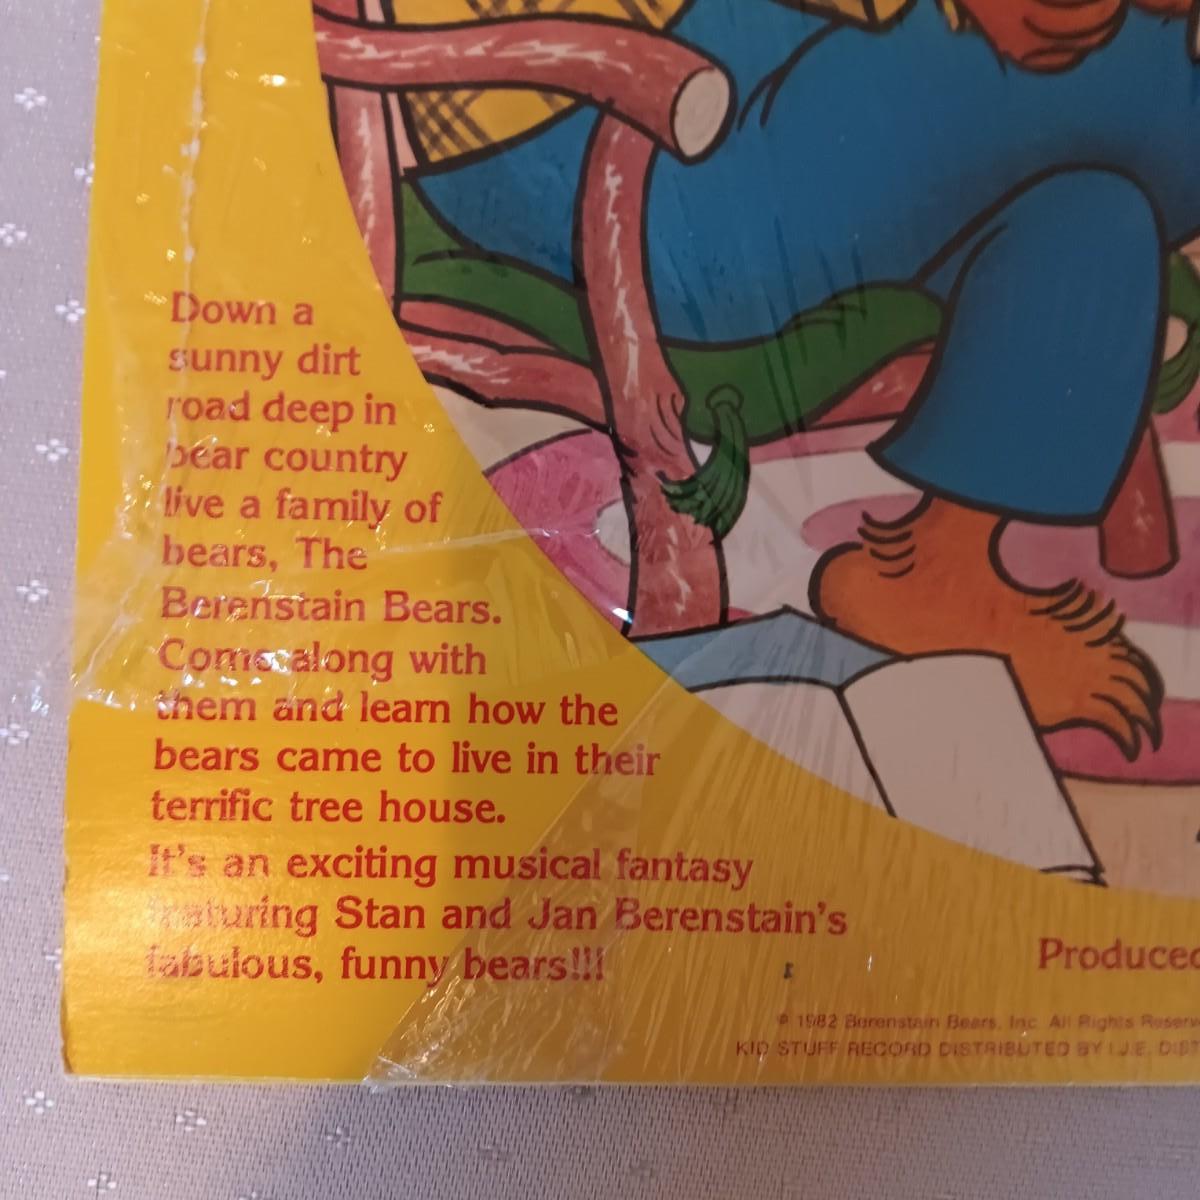 Down a
sunny dirt
road deep in
bear country
live a family of
bears, The
Berenstain Bears.
Come along with
them and learn how the
bears came to live in their
terrific tree house.
It's an exciting musical fantasy
featuring Stan and Jan Berenstain's
fabulous, funny bears!!!
Produced
© 1982 Berenstain Bears, Inc. All Rights Reserv
KID STUFF RECORD DISTRIBUTED BY I.J.E. DIST